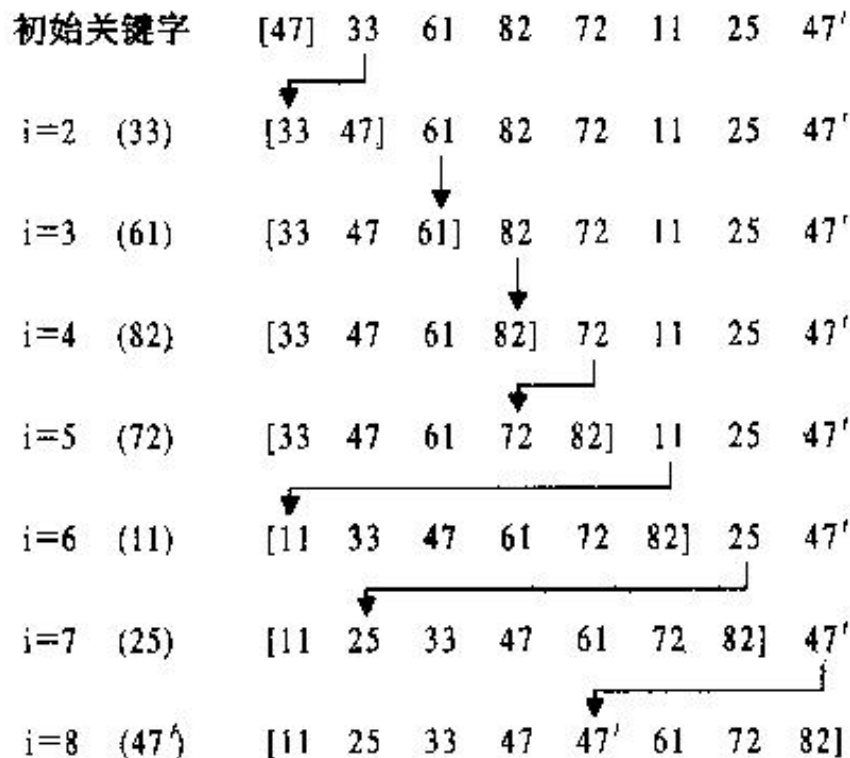 初始关键字 [47] 33 61 82 72 11 25 47′
i=2 (33) [33 47] 61 82 72 11 25 47′
i=3 (61) [33 47 61] 82 72 11 25 47′
i=4 (82) [33 47 61 82] 72 11 25 47′
i=5 (72) [33 47 61 72 82] 11 25 47′
i=6 (11) [11 33 47 61 72 82] 25 47′
i=7 (25) [11 25 33 47 61 72 82] 47′
i=8 (47′) [11 25 33 47 47′ 61 72 82]